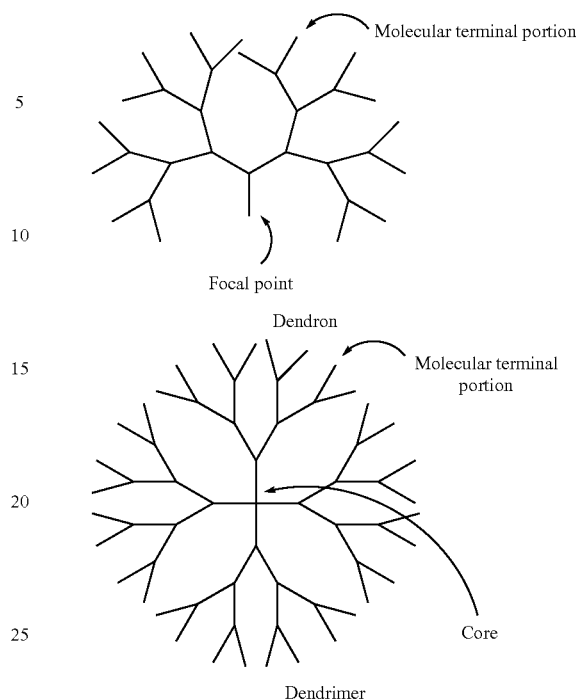 Molecular terminal portion
5
10
Focal point
Dendron
15
Molecular terminal
portion
20
25
Core
Dendrimer